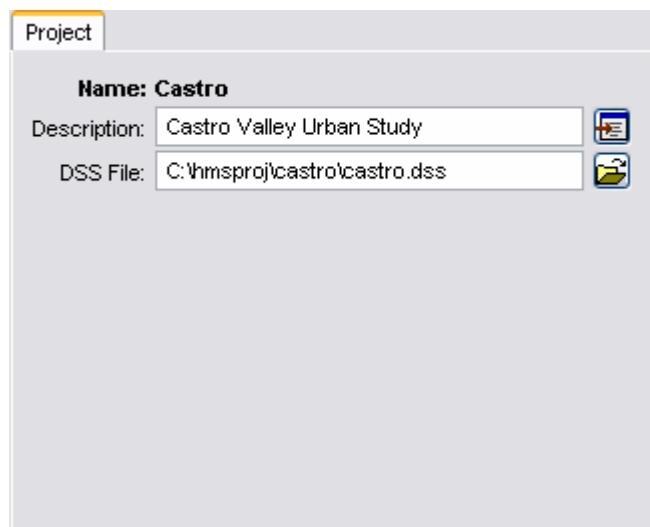 Project
Name: Castro
Description: Castro Valley Urban Study
DSS File: C:\hmsproj\castro\castro.dss